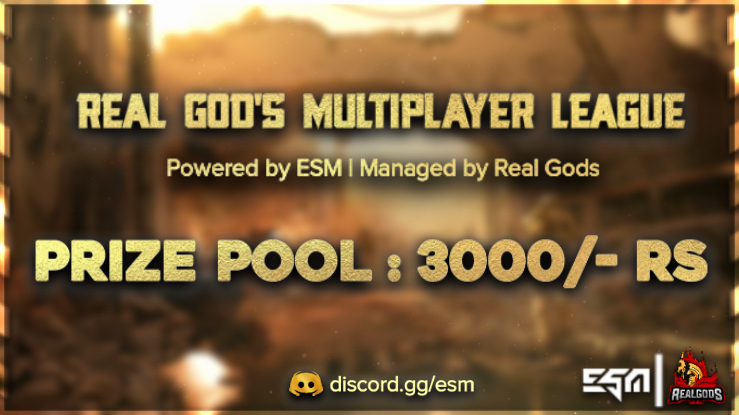 REAL GOD'S MULTIPLAYER LEAGUE
Powered by ESM | Managed by Real Gods
PRIZE POOL : 3000/- RS
discord.gg/esm
ESM
REALGODS